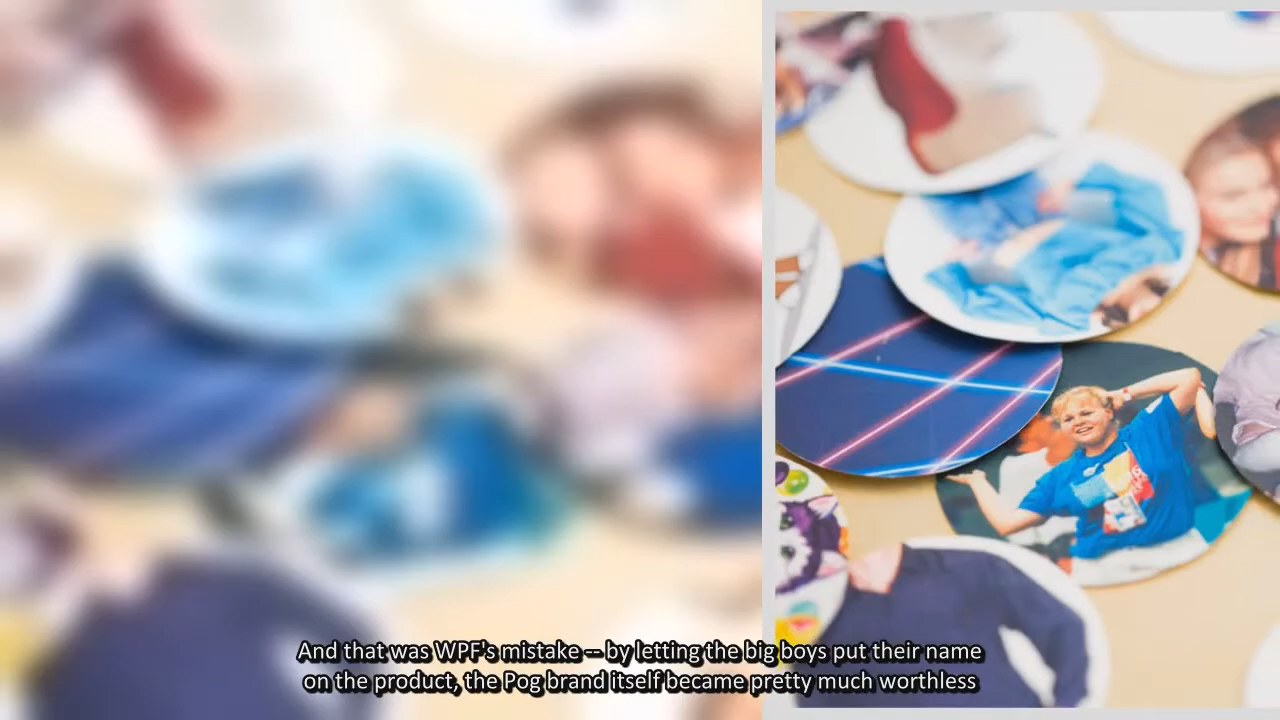 And that was WPF's mistake -- by letting the big boys put their name
on the product, the Pog brand itself became pretty much worthless